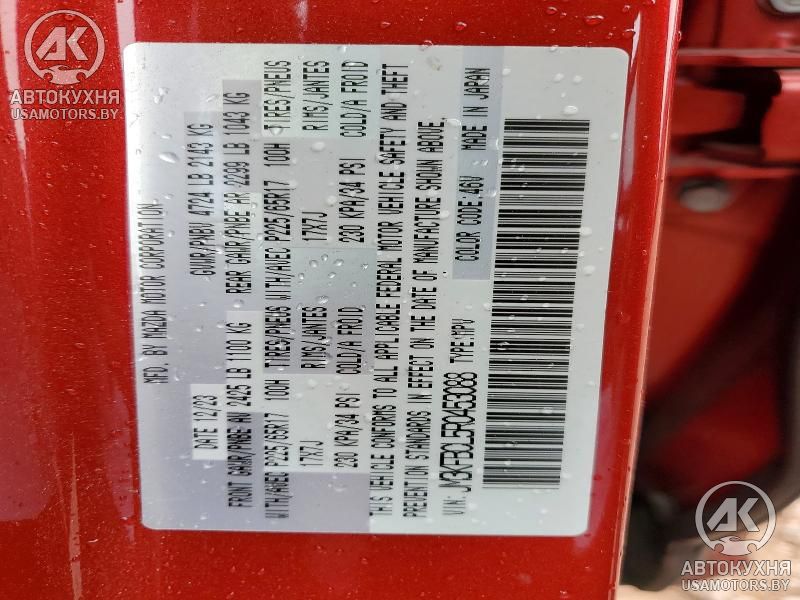 MFD. BY MAZDA MOTOR CORPORATION
DATE 12/23 GVWR/PNBV 4724 LB 2143 KG
FRONT GAWR/PNBE AV 2425 LB 1100 KG REAR GAWR/PNBE AR 2299 LB 1043 KG
WITH/AVEC P225/65R17 100H TIRES/PNEUS WITH/AVEC P225/65R17 100H TIRES/PNEUS
17X7J RIMS/JANTES 17X7J RIMS/JANTES
230 KPA/34 PSI COLD/A FROID 230 KPA/34 PSI COLD/A FROID
THIS VEHICLE CONFORMS TO ALL APPLICABLE FEDERAL MOTOR VEHICLE SAFETY AND THEFT
PREVENTION STANDARDS IN EFFECT ON THE DATE OF MANUFACTURE SHOWN ABOVE.
VIN: JM3KFBCL5R0453088 TYPE:MPV COLOR CODE:46V MADE IN JAPAN
АК
АВТОКУХНЯ
USAMOTORS.BY
АК
АВТОКУХНЯ
USAMOTORS.BY